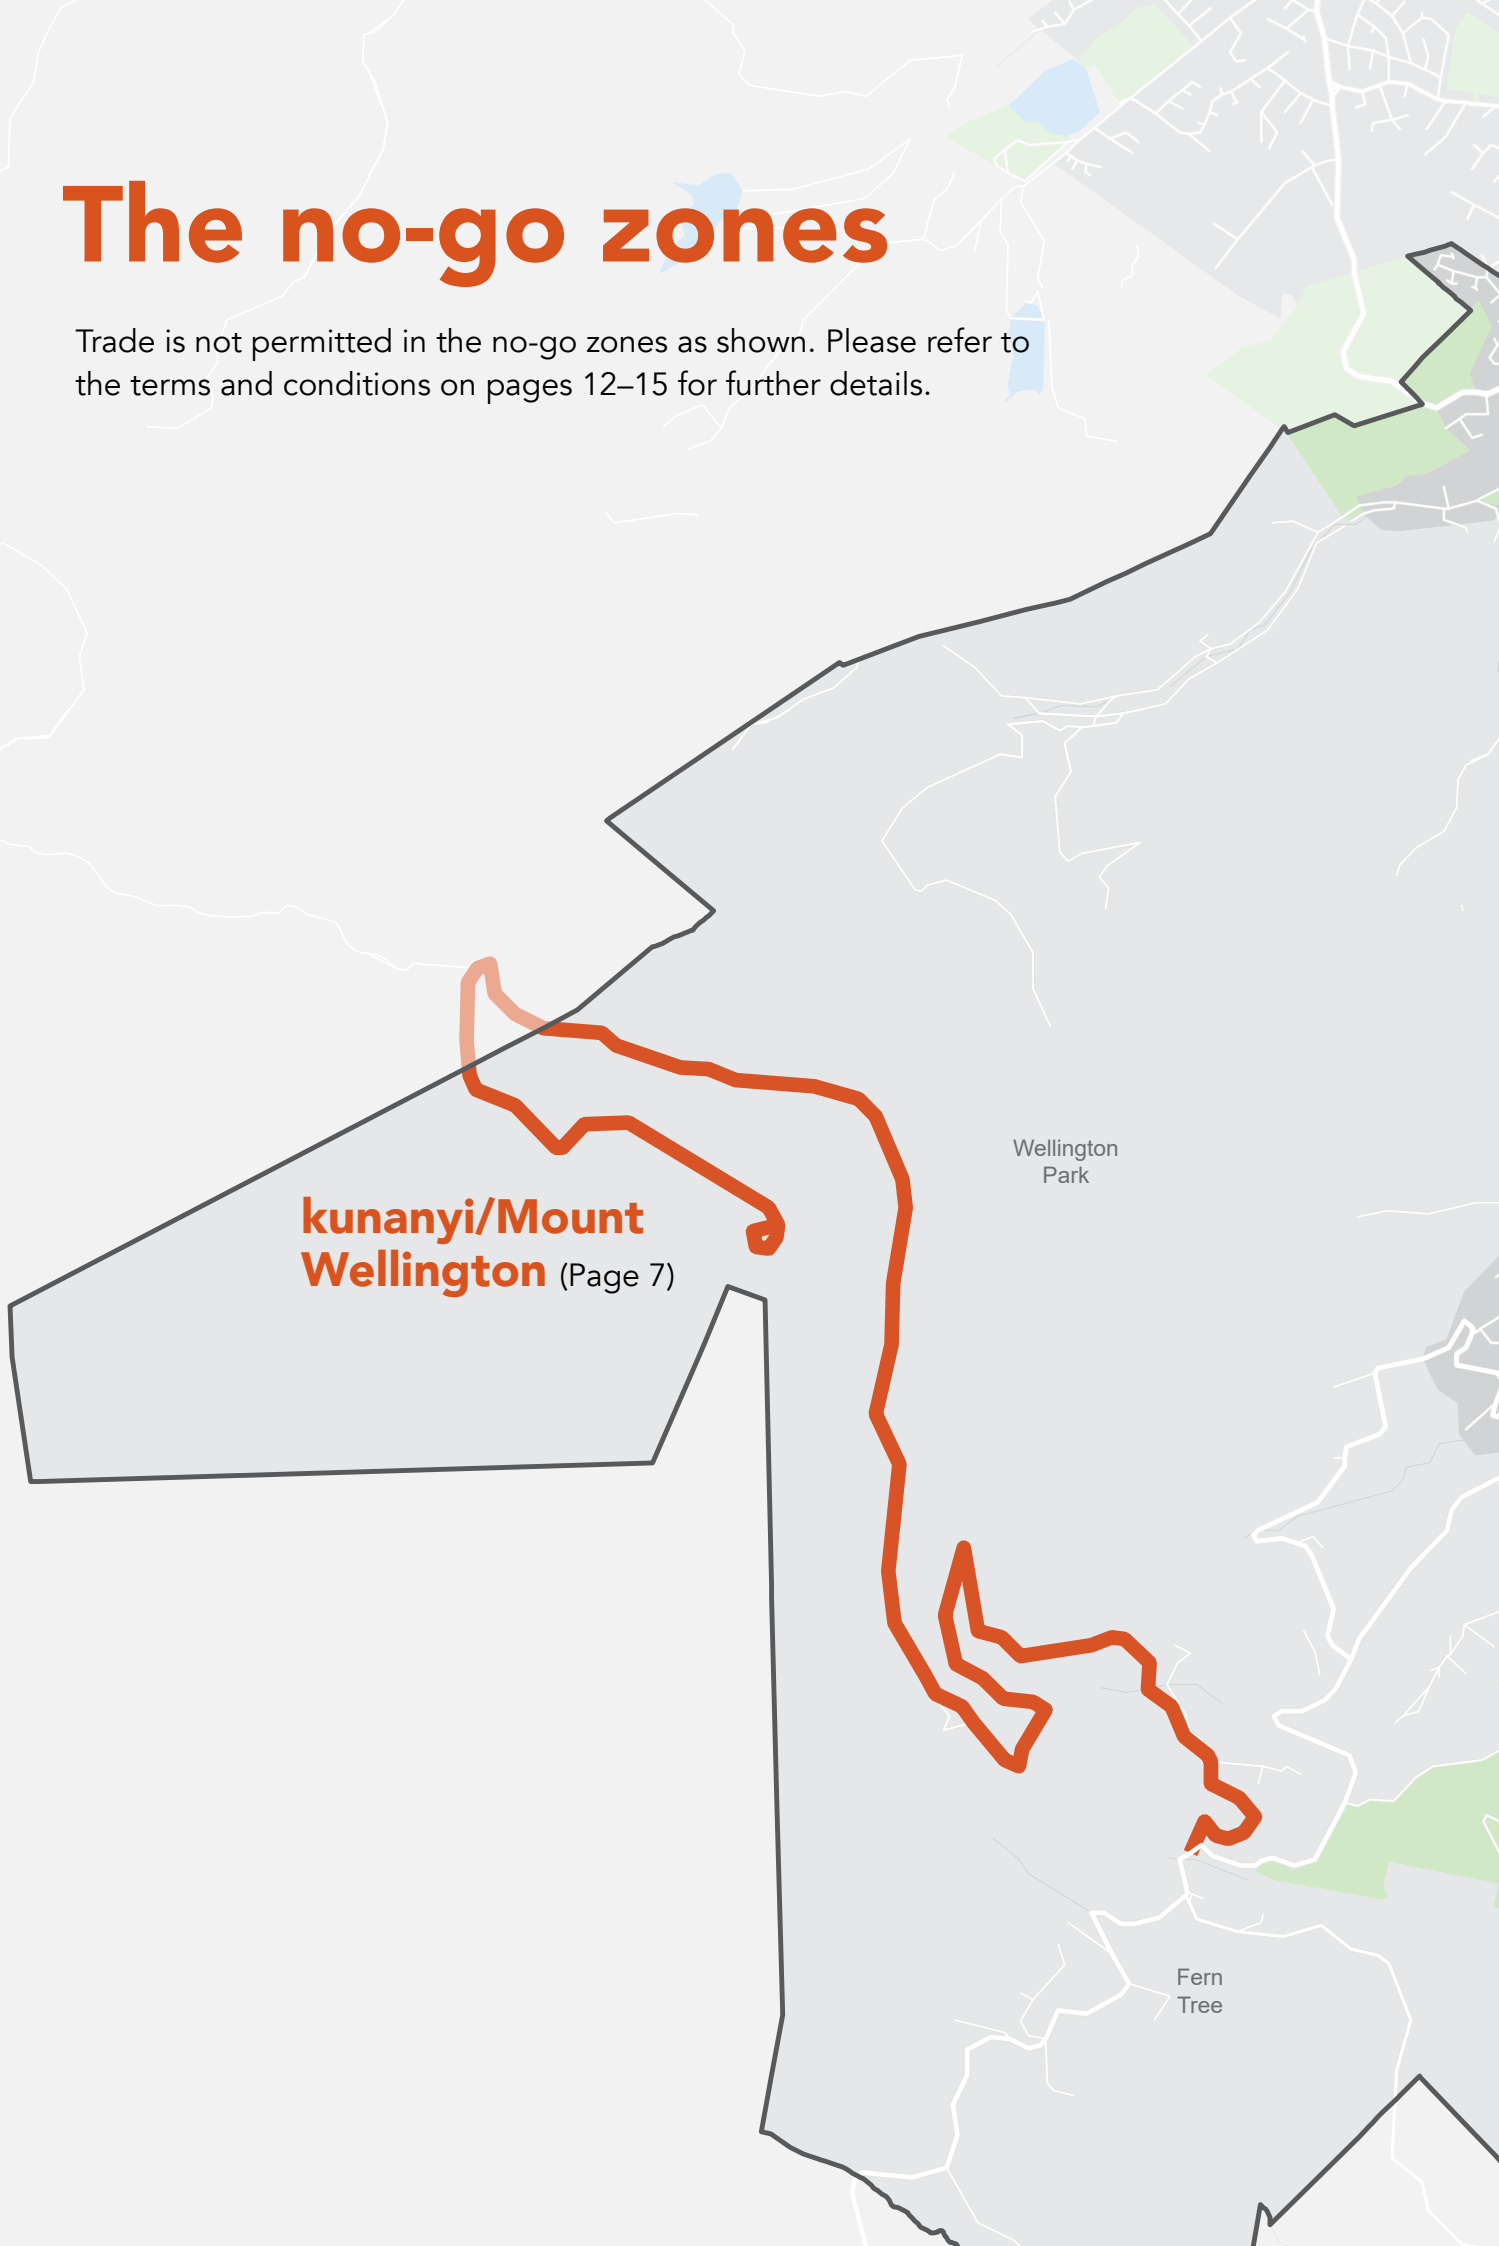 The no-go zones
Trade is not permitted in the no-go zones as shown. Please refer to
the terms and conditions on pages 12–15 for further details.
Wellington
Park
kunanyi/Mount
Wellington (Page 7)
Fern
Tree